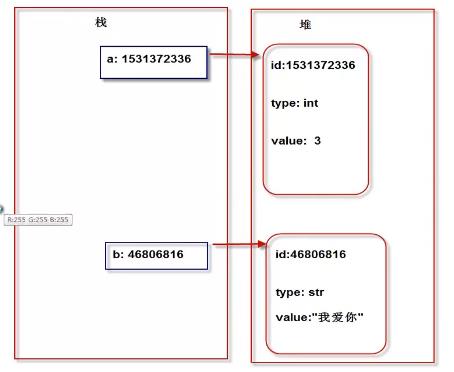 栈
堆
a: 1531372336
id:1531372336
type: int
value: 3
R:255 G:255 B:255
b: 46806816
id:46806816
type: str
value:"我爱你"